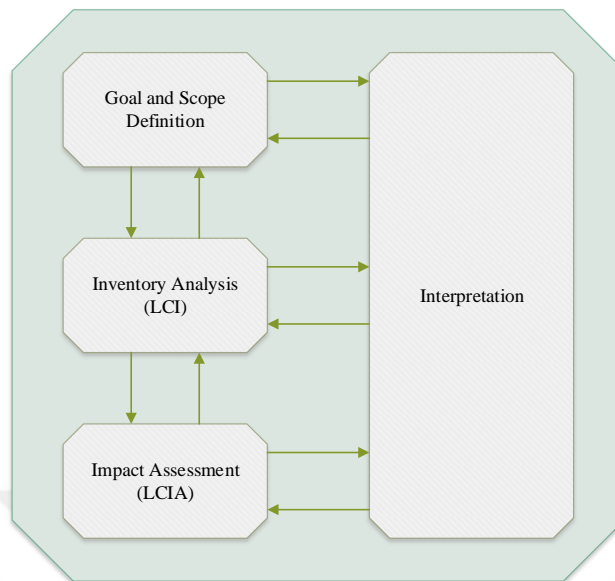 Goal and Scope
Definition
Inventory Analysis
(LCI)
Interpretation
Impact Assessment
(LCIA)